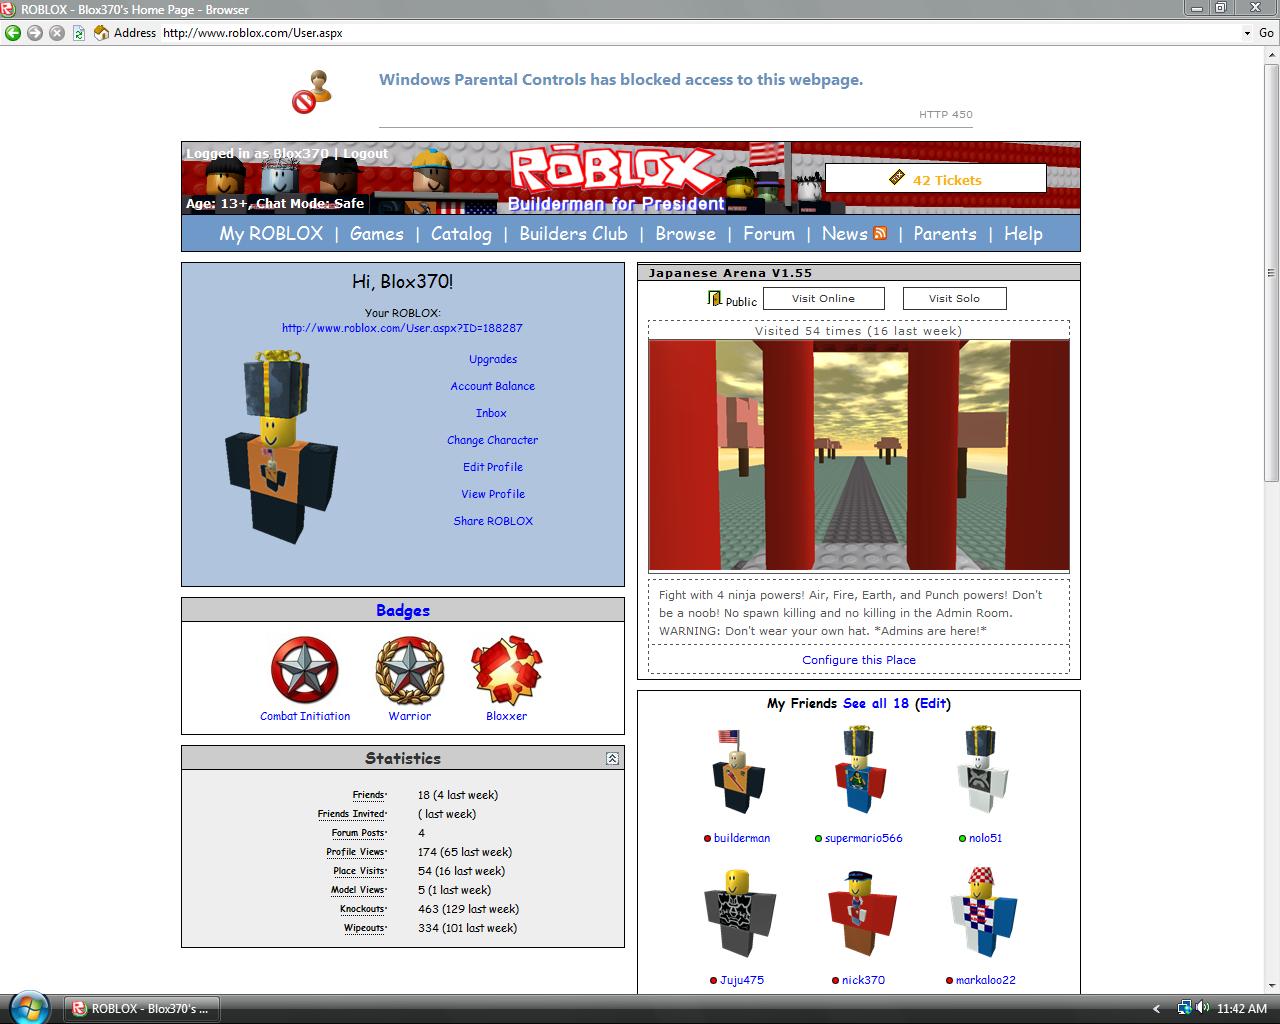 ROBLOX - Blox370's Home Page - Browser
Address http://www.roblox.com/User.aspx Go
Windows Parental Controls has blocked access to this webpage.
HTTP 450
Logged in as Blox370 | Logout
Age: 13+, Chat Mode: Safe
ROBLOX
Builderman for President
42 Tickets
My ROBLOX | Games | Catalog | Builders Club | Browse | Forum | News | Parents | Help
Hi, Blox370!
Your ROBLOX:
http://www.roblox.com/User.aspx?ID=188287
Upgrades
Account Balance
Inbox
Change Character
Edit Profile
View Profile
Share ROBLOX
Badges
Combat Initiation
Warrior
Bloxxer
Statistics
Friends: 18 (4 last week)
Friends Invited: ( last week)
Forum Posts: 4
Profile Views: 174 (65 last week)
Place Visits: 54 (16 last week)
Model Views: 5 (1 last week)
Knockouts: 463 (129 last week)
Wipeouts: 334 (101 last week)
Japanese Arena V1.55
Public
Visit Online
Visit Solo
Visited 54 times (16 last week)
Fight with 4 ninja powers! Air, Fire, Earth, and Punch powers! Don't
be a noob! No spawn killing and no killing in the Admin Room.
WARNING: Don't wear your own hat. *Admins are here!*
Configure this Place
My Friends See all 18 (Edit)
builderman
supermario566
nolo51
Juju475
nick370
markaloo22
ROBLOX - Blox370's ...
11:42 AM